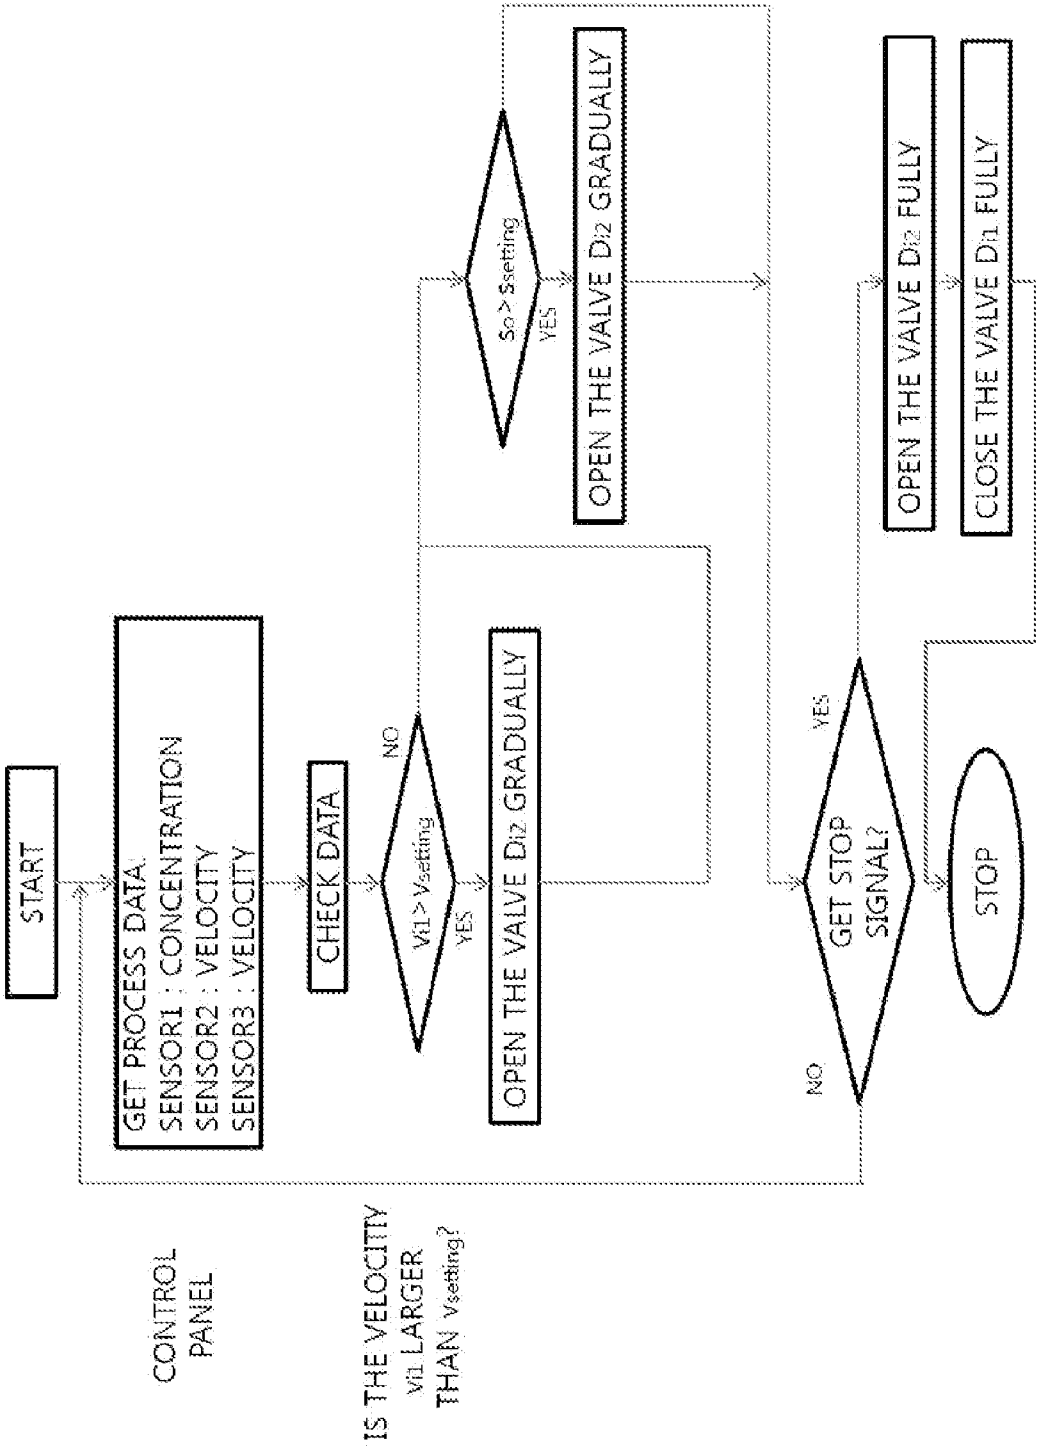 START
CONTROL
PANEL
GET PROCESS DATA:
SENSOR1 : CONCENTRATION
SENSOR2 : VELOCITY
SENSOR3 : VELOCITY
CHECK DATA
IS THE VELOCITIY
Vi1 LARGER
THAN Vsetting?
Vi1 > Vsetting
NO
YES
OPEN THE VALVE Di2 GRADUALLY
So > Ssetting
YES
OPEN THE VALVE Di2 GRADUALLY
GET STOP
SIGNAL?
NO
YES
OPEN THE VALVE Di2 FULLY
CLOSE THE VALVE Di1 FULLY
STOP